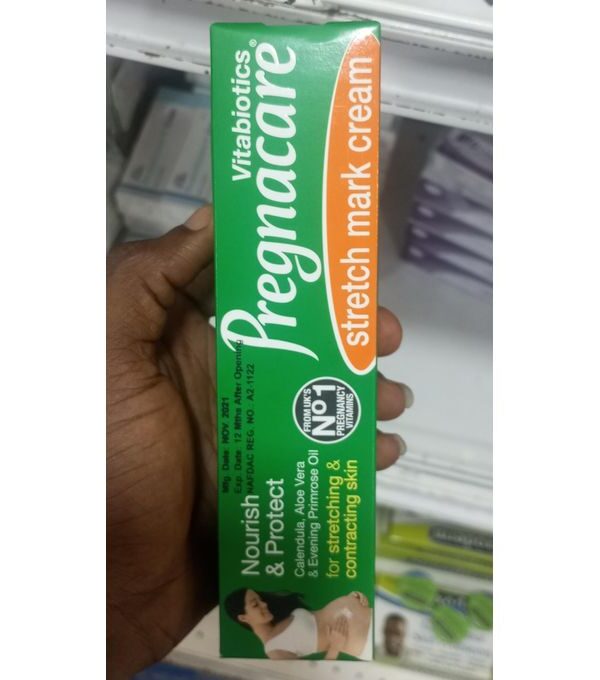 Vitabiotics®
Pregnacare
stretch mark cream
FROM UK'S
Nº1
PREGNANCY
VITAMINS
Mfg. Date: NOV 2021
Exp. Date: 12 Mths After Opening
NAFDAC REG. NO. A2-1122
Nourish
& Protect
Calendula, Aloe Vera
& Evening Primrose Oil
for stretching &
contracting skin